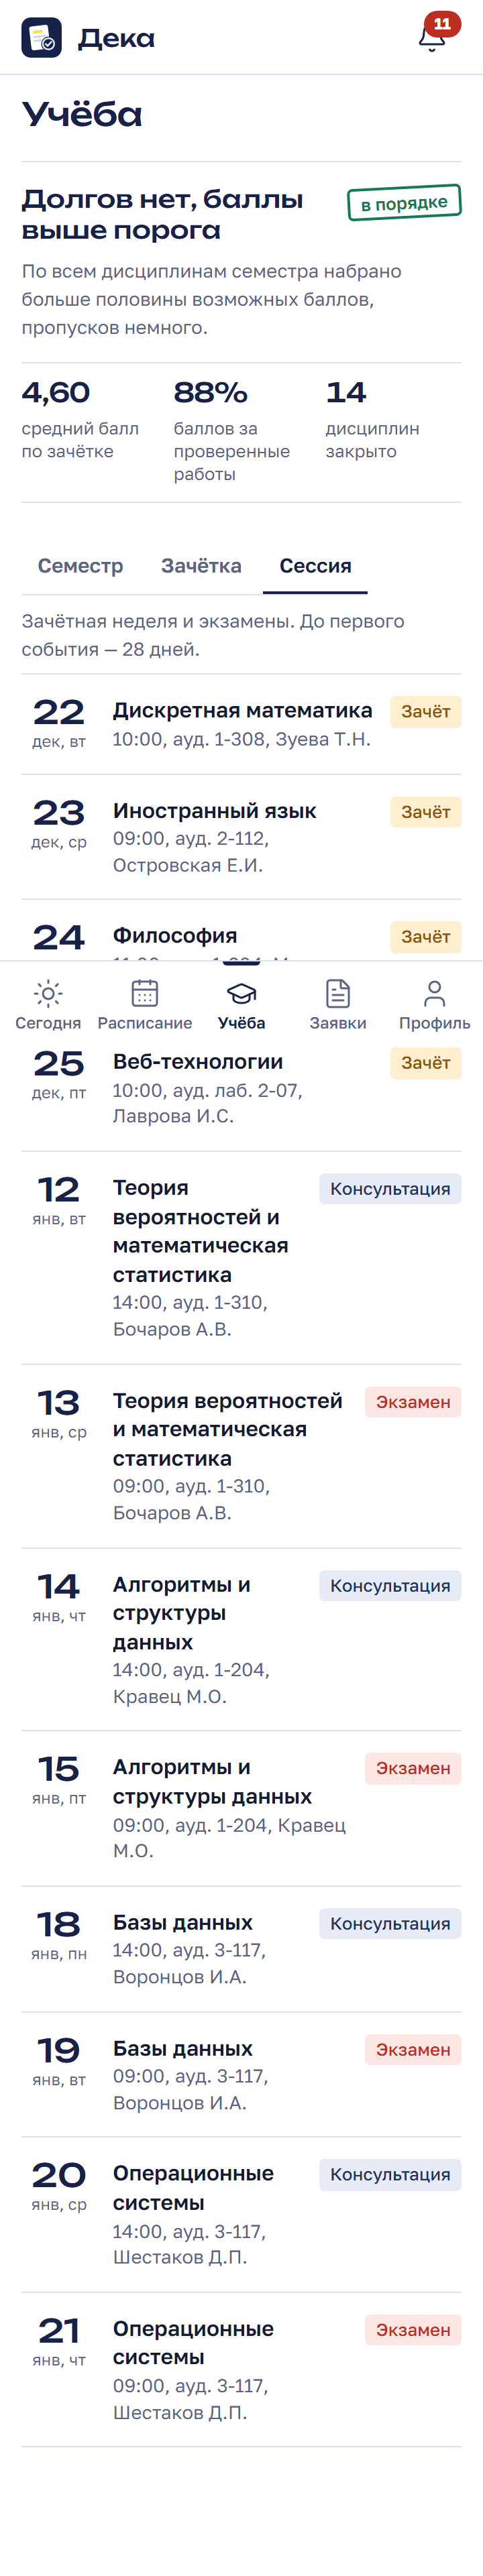 Дека
11
Учёба
Долгов нет, баллы
выше порога
в порядке
По всем дисциплинам семестра набрано
больше половины возможных баллов,
пропусков немного.
4,60
средний балл
по зачётке
88%
баллов за
проверенные
работы
14
дисциплин
закрыто
Семестр
Зачётка
Сессия
Зачётная неделя и экзамены. До первого
события — 28 дней.
22
дек, вт
Дискретная математика
10:00, ауд. 1-308, Зуева Т.Н.
Зачёт
23
дек, ср
Иностранный язык
09:00, ауд. 2-112,
Островская Е.И.
Зачёт
24
Философия
Зачёт
Сегодня
Расписание
Учёба
Заявки
Профиль
25
дек, пт
Веб-технологии
10:00, ауд. лаб. 2-07,
Лаврова И.С.
Зачёт
12
янв, вт
Теория
вероятностей и
математическая
статистика
14:00, ауд. 1-310,
Бочаров А.В.
Консультация
13
янв, ср
Теория вероятностей
и математическая
статистика
09:00, ауд. 1-310,
Бочаров А.В.
Экзамен
14
янв, чт
Алгоритмы и
структуры
данных
14:00, ауд. 1-204,
Кравец М.О.
Консультация
15
янв, пт
Алгоритмы и
структуры данных
09:00, ауд. 1-204, Кравец
М.О.
Экзамен
18
янв, пн
Базы данных
14:00, ауд. 3-117,
Воронцов И.А.
Консультация
19
янв, вт
Базы данных
09:00, ауд. 3-117,
Воронцов И.А.
Экзамен
20
янв, ср
Операционные
системы
14:00, ауд. 3-117,
Шестаков Д.П.
Консультация
21
янв, чт
Операционные
системы
09:00, ауд. 3-117,
Шестаков Д.П.
Экзамен